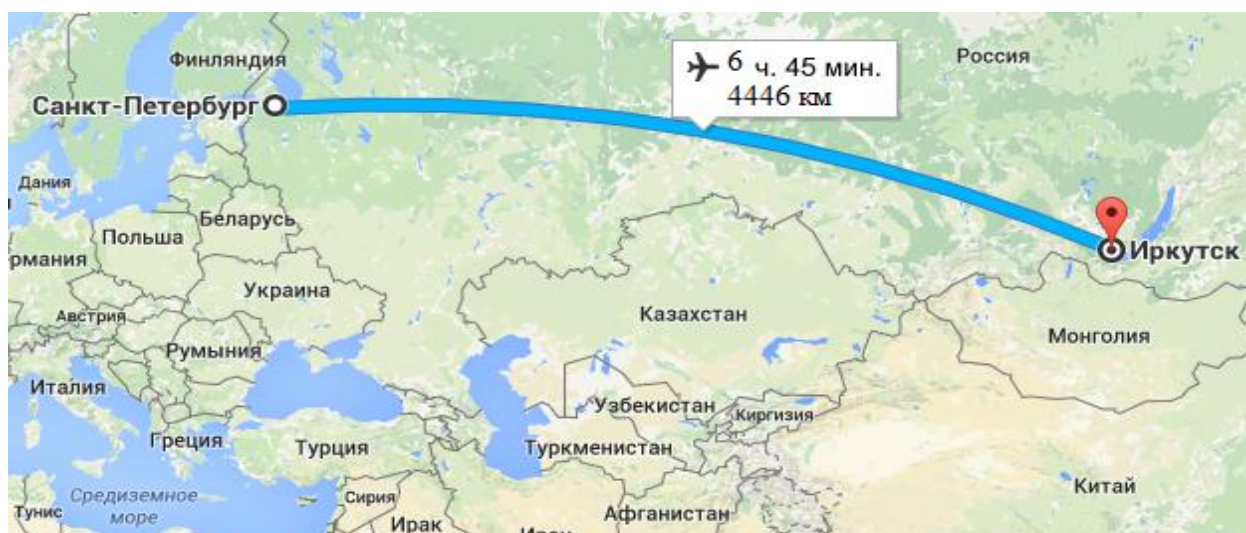 Финляндия
Россия
6 ч. 45 мин.
4446 км
Санкт-Петербург
Дания
Беларусь
Польша
рмания
Иркутск
Украина
Австрия
Казахстан
Монголия
Румыния
Италия
Узбекистан
Киргизия
Греция
Турция
Туркменистан
Средиземное
море
Сирия
Китай
Тунис
Ирак
Афганистан